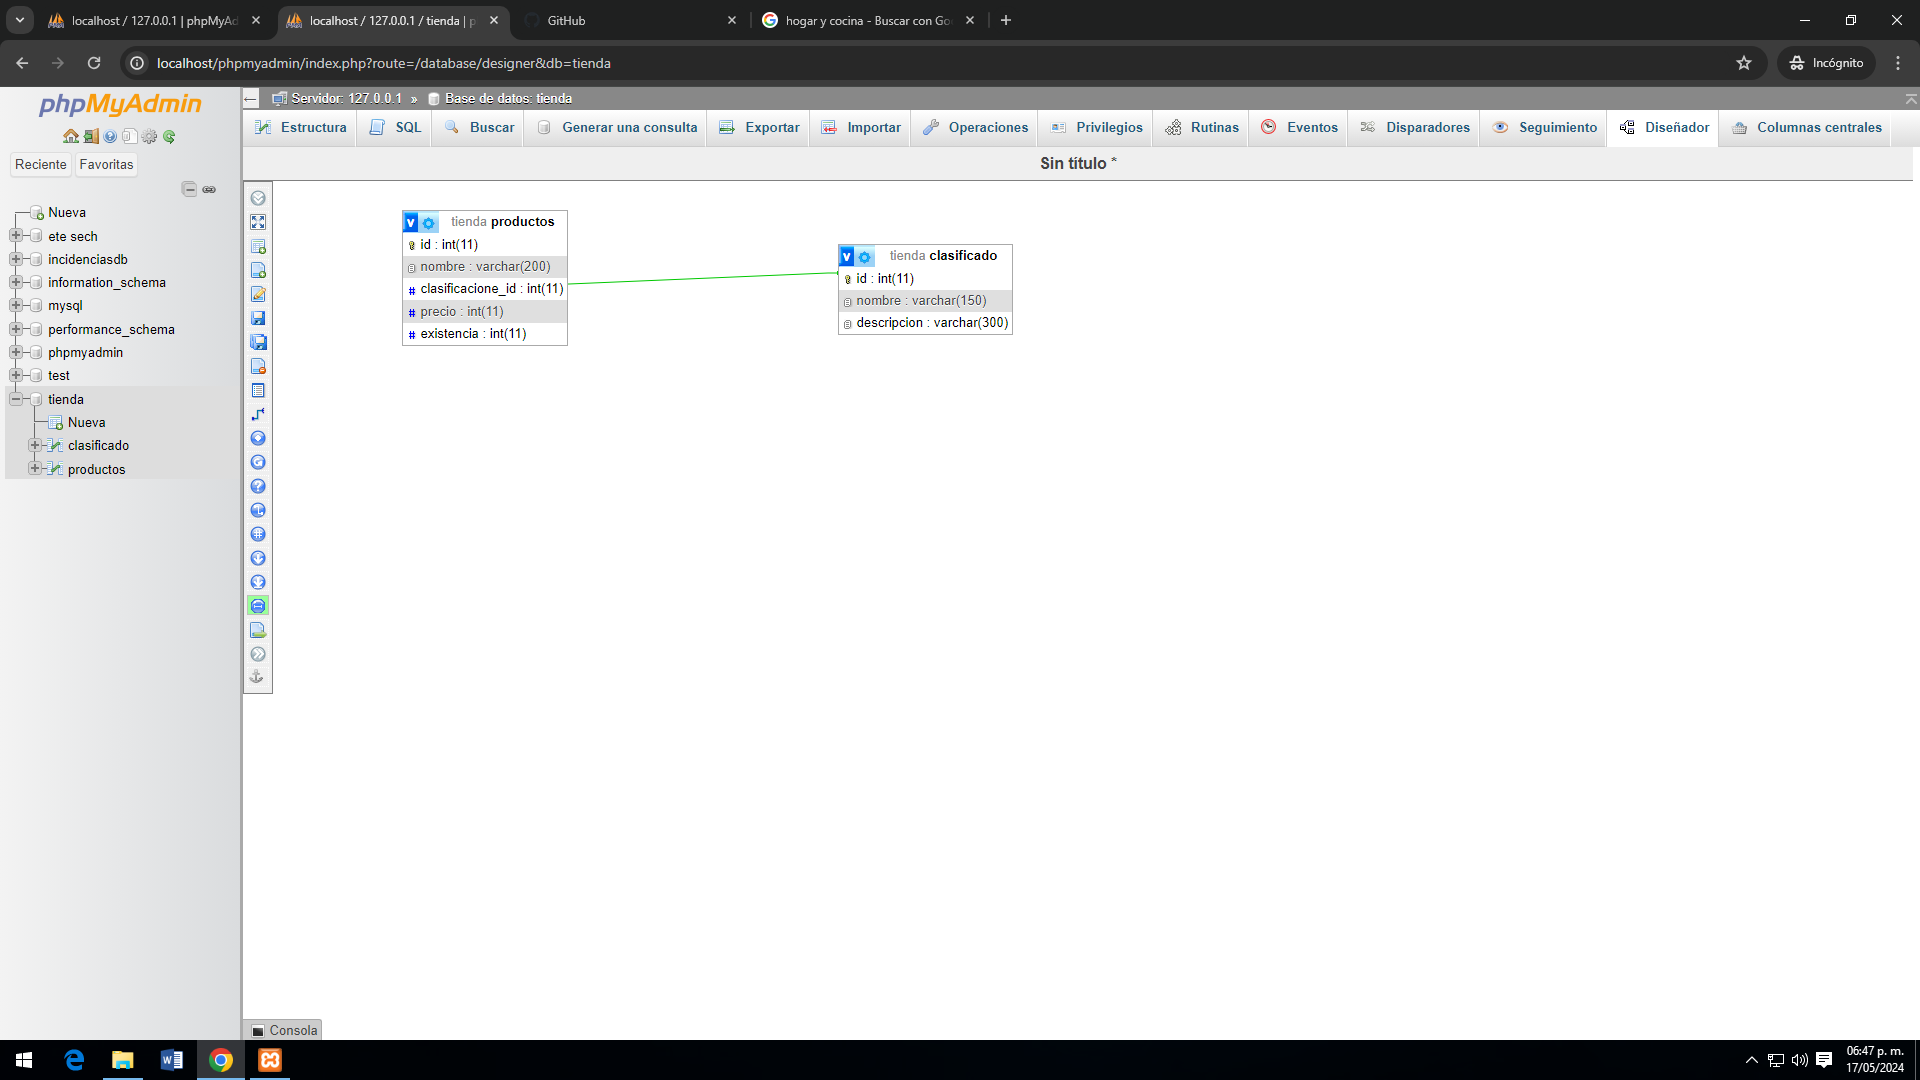 localhost / 127.0.0.1 | phpMyAd
localhost / 127.0.0.1 / tienda | p
GitHub
hogar y cocina - Buscar con Go
localhost/phpmyadmin/index.php?route=/database/designer&db=tienda
Incógnito
phpMyAdmin
Reciente
Favoritas
Nueva
ete sech
incidenciasdb
information_schema
mysql
performance_schema
phpmyadmin
test
tienda
Nueva
clasificado
productos
Servidor: 127.0.0.1 » Base de datos: tienda
Estructura
SQL
Buscar
Generar una consulta
Exportar
Importar
Operaciones
Privilegios
Rutinas
Eventos
Disparadores
Seguimiento
Diseñador
Columnas centrales
Sin título *
v tienda productos
id : int(11)
nombre : varchar(200)
# clasificacione_id : int(11)
# precio : int(11)
# existencia : int(11)
v tienda clasificado
id : int(11)
nombre : varchar(150)
descripcion : varchar(300)
Consola
06:47 p. m.
17/05/2024